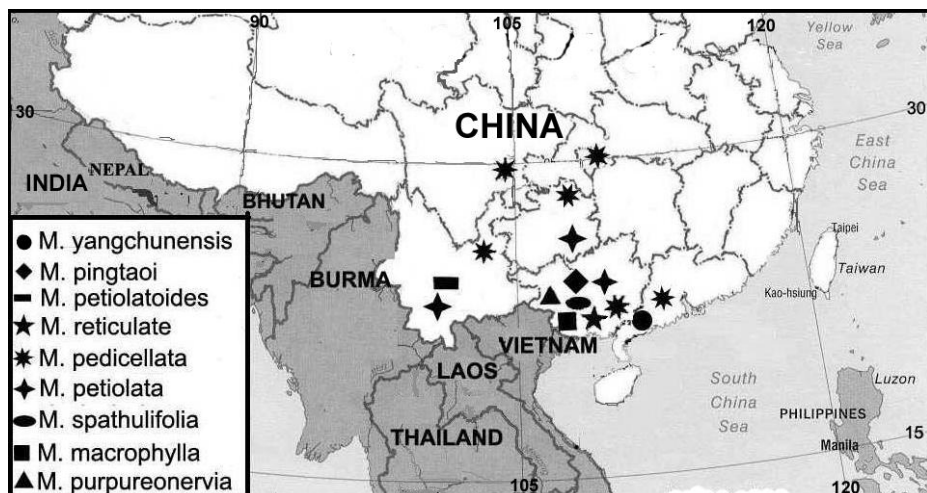 90
105
120
Yellow
Sea
30
30
CHINA
East
China
Sea
NEPAL
INDIA
BHUTAN
M. yangchunensis
M. pingtaoi
M. petiolatoides
M. reticulate
M. pedicellata
M. petiolata
M. spathulifolia
M. macrophylla
M. purpureonervia
BURMA
Taipei
Taiwan
Kao-hsiung
VIETNAM
LAOS
THAILAND
South
China
Sea
Luzon
PHILIPPINES
Manila
15
105
120